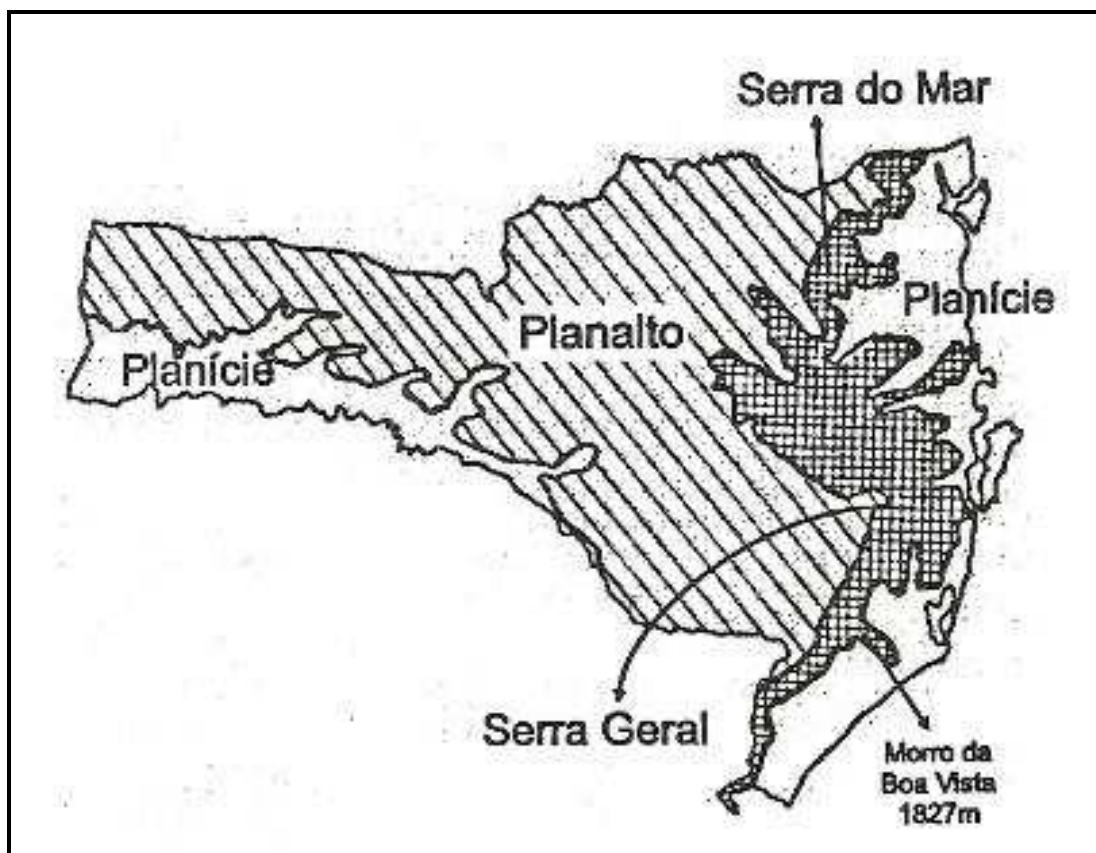 Serra do Mar
Planície
Planalto
Planície
Serra Geral
Morro da
Boa Vista
1827m